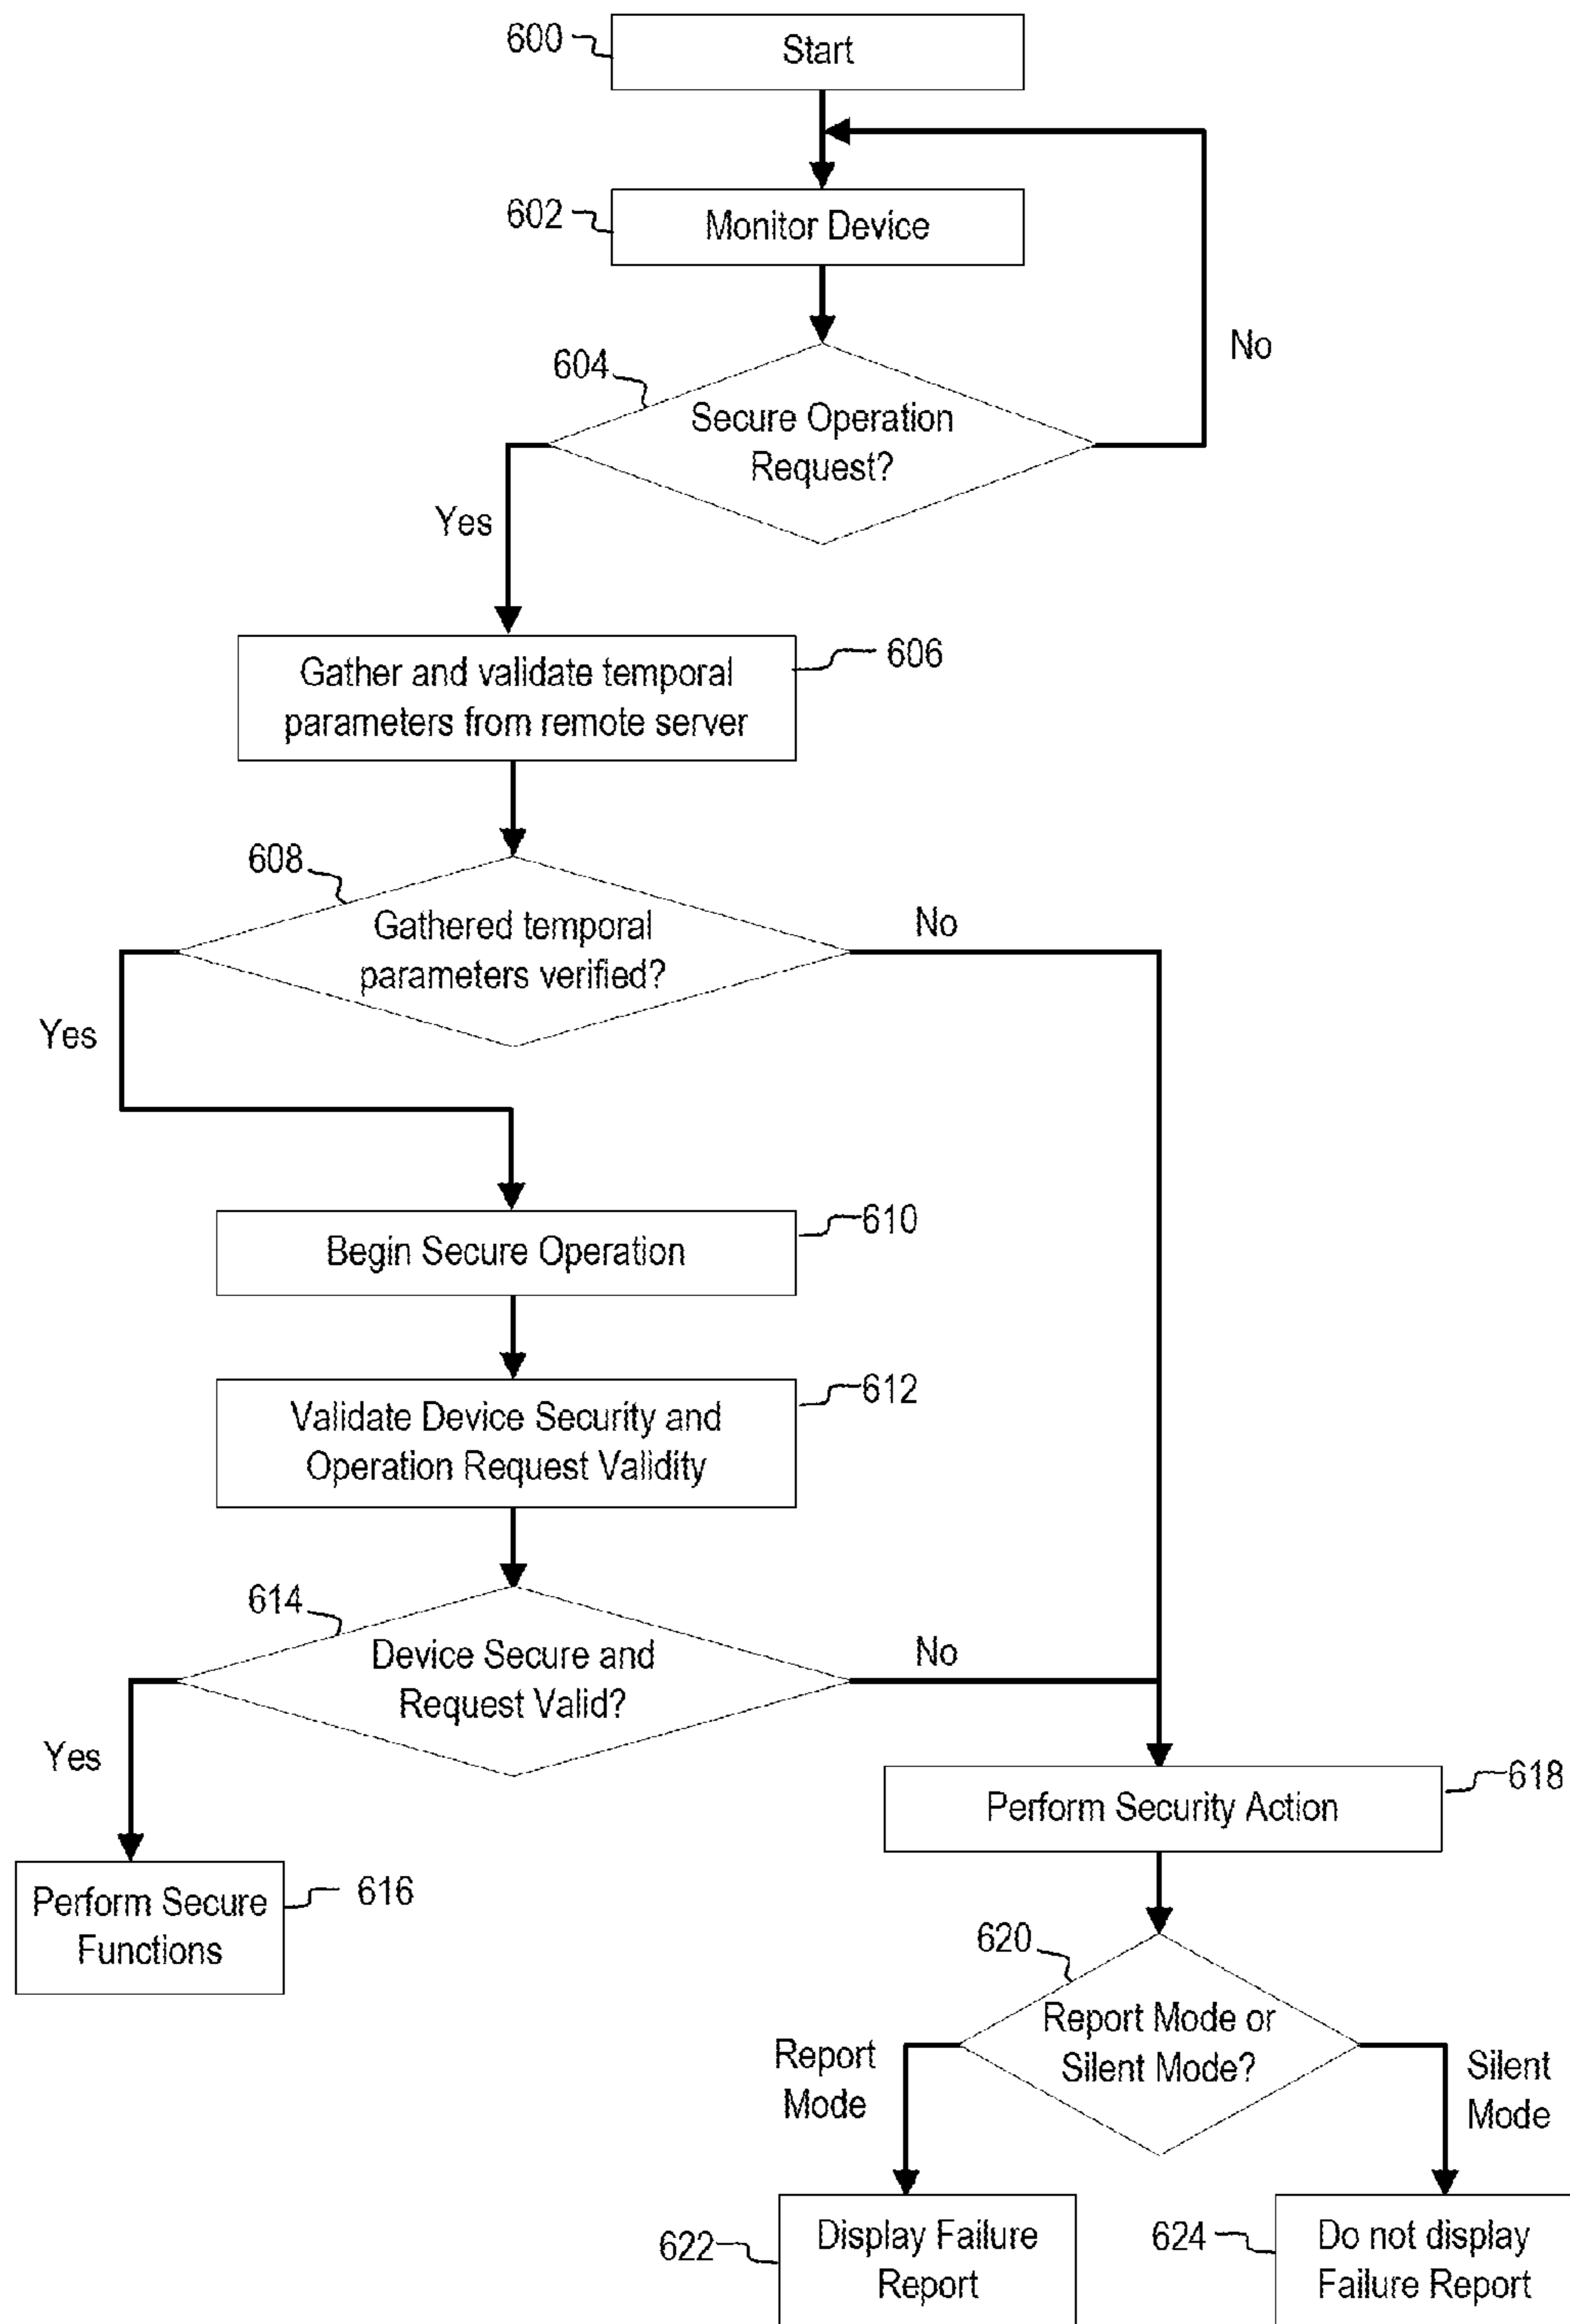 600
Start
602
Monitor Device
No
604
Secure Operation
Request?
Yes
606
Gather and validate temporal
parameters from remote server
608
Gathered temporal
parameters verified?
No
Yes
610
Begin Secure Operation
612
Validate Device Security and
Operation Request Validity
614
Device Secure and
Request Valid?
No
Yes
616
Perform Secure
Functions
618
Perform Security Action
620
Report Mode or
Silent Mode?
Report
Mode
Silent
Mode
622
Display Failure
Report
624
Do not display
Failure Report